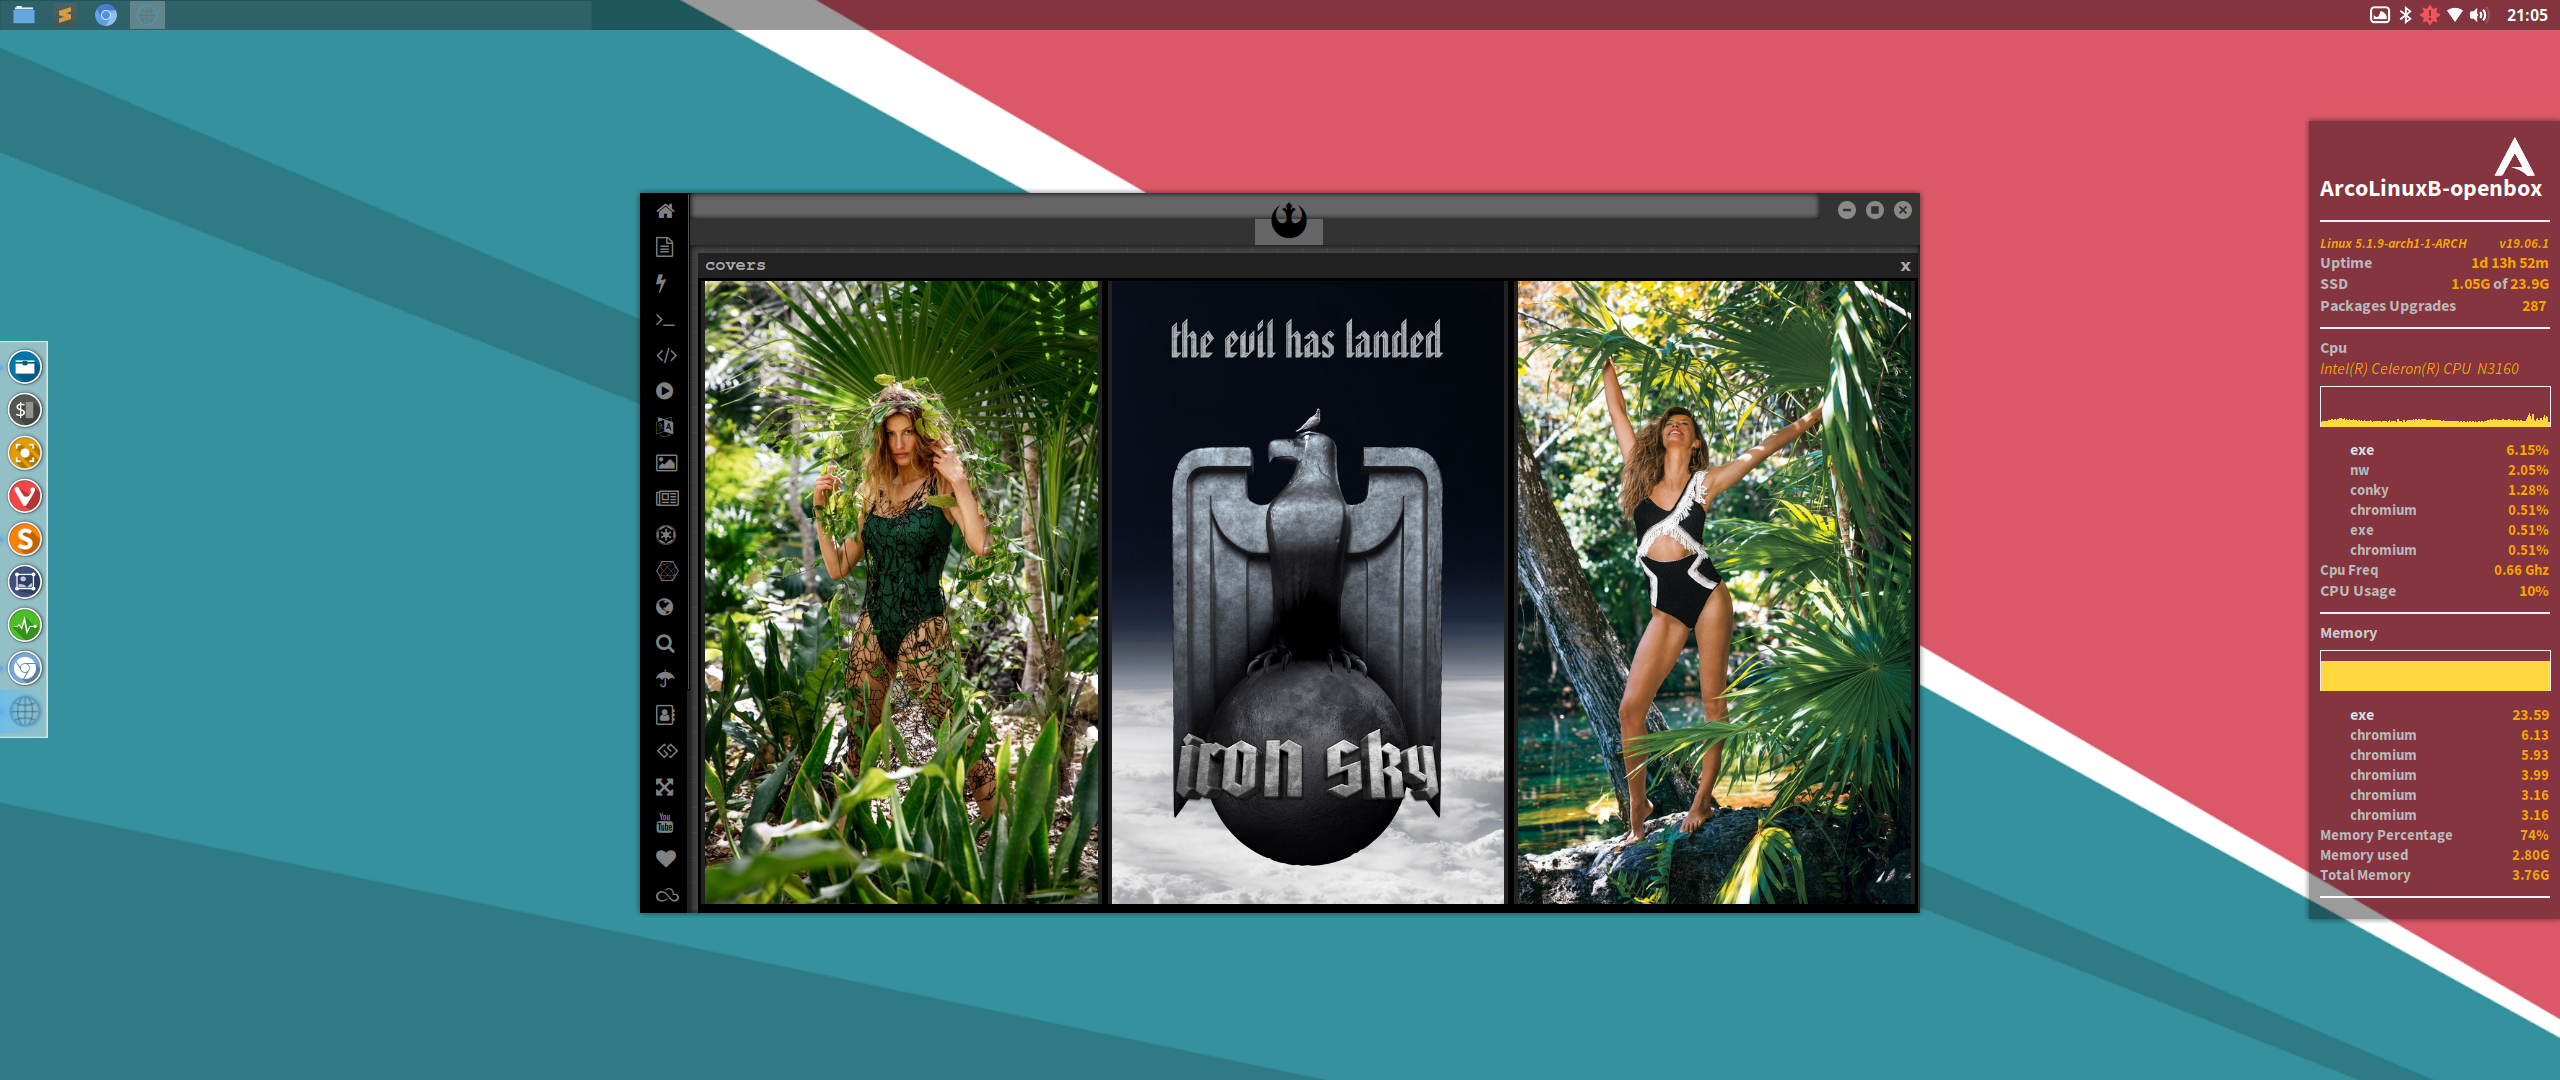 21:05
covers
x
the evil has landed
iron sky
$
S
You
Tube
ArcoLinuxB-openbox
Linux 5.1.9-arch1-1-ARCH v19.06.1
Uptime 1d 13h 52m
SSD 1.05G of 23.9G
Packages Upgrades 287
Cpu
Intel(R) Celeron(R) CPU N3160
exe 6.15%
nw 2.05%
conky 1.28%
chromium 0.51%
exe 0.51%
chromium 0.51%
Cpu Freq 0.66 Ghz
CPU Usage 10%
Memory
exe 23.59
chromium 6.13
chromium 5.93
chromium 3.99
chromium 3.16
chromium 3.16
Memory Percentage 74%
Memory used 2.80G
Total Memory 3.76G